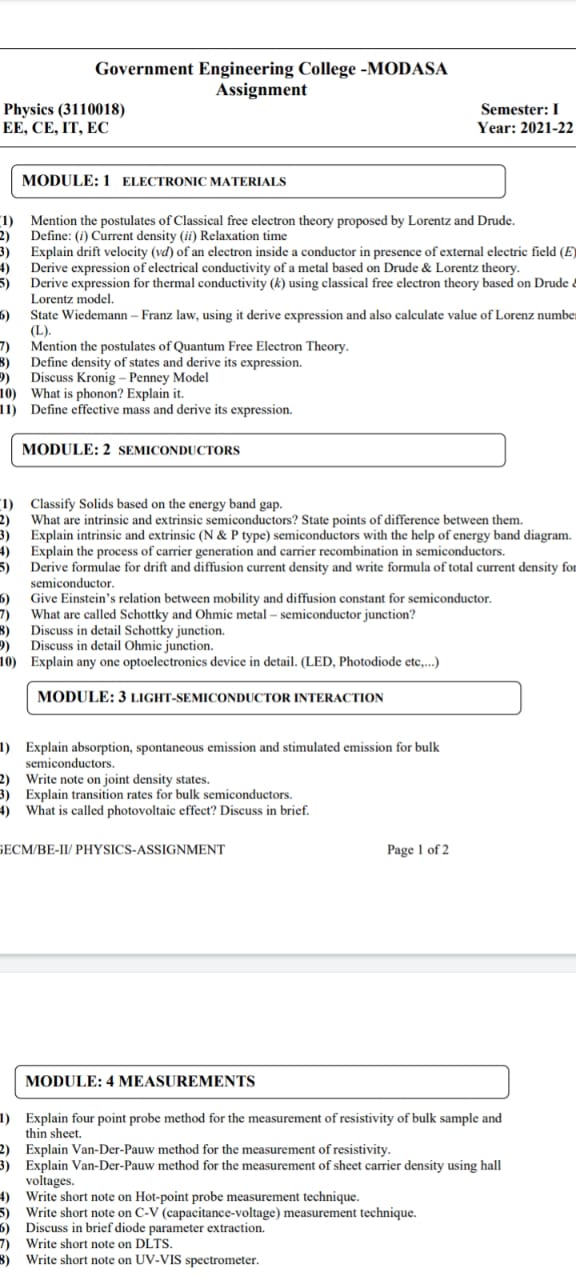 Government Engineering College -MODASA
Assignment
Physics (3110018) Semester: I
EE, CE, IT, EC Year: 2021-22
MODULE: 1 ELECTRONIC MATERIALS
1) Mention the postulates of Classical free electron theory proposed by Lorentz and Drude.
2) Define: (i) Current density (ii) Relaxation time
3) Explain drift velocity (vd) of an electron inside a conductor in presence of external electric field (E)
4) Derive expression of electrical conductivity of a metal based on Drude & Lorentz theory.
5) Derive expression for thermal conductivity (k) using classical free electron theory based on Drude &
Lorentz model.
6) State Wiedemann – Franz law, using it derive expression and also calculate value of Lorenz number
(L).
7) Mention the postulates of Quantum Free Electron Theory.
8) Define density of states and derive its expression.
9) Discuss Kronig – Penney Model
10) What is phonon? Explain it.
11) Define effective mass and derive its expression.
MODULE: 2 SEMICONDUCTORS
1) Classify Solids based on the energy band gap.
2) What are intrinsic and extrinsic semiconductors? State points of difference between them.
3) Explain intrinsic and extrinsic (N & P type) semiconductors with the help of energy band diagram.
4) Explain the process of carrier generation and carrier recombination in semiconductors.
5) Derive formulae for drift and diffusion current density and write formula of total current density for
semiconductor.
6) Give Einstein's relation between mobility and diffusion constant for semiconductor.
7) What are called Schottky and Ohmic metal – semiconductor junction?
8) Discuss in detail Schottky junction.
9) Discuss in detail Ohmic junction.
10) Explain any one optoelectronics device in detail. (LED, Photodiode etc,...)
MODULE: 3 LIGHT-SEMICONDUCTOR INTERACTION
1) Explain absorption, spontaneous emission and stimulated emission for bulk
semiconductors.
2) Write note on joint density states.
3) Explain transition rates for bulk semiconductors.
4) What is called photovoltaic effect? Discuss in brief.
GECM/BE-II/ PHYSICS-ASSIGNMENT Page 1 of 2
MODULE: 4 MEASUREMENTS
1) Explain four point probe method for the measurement of resistivity of bulk sample and
thin sheet.
2) Explain Van-Der-Pauw method for the measurement of resistivity.
3) Explain Van-Der-Pauw method for the measurement of sheet carrier density using hall
voltages.
4) Write short note on Hot-point probe measurement technique.
5) Write short note on C-V (capacitance-voltage) measurement technique.
6) Discuss in brief diode parameter extraction.
7) Write short note on DLTS.
8) Write short note on UV-VIS spectrometer.